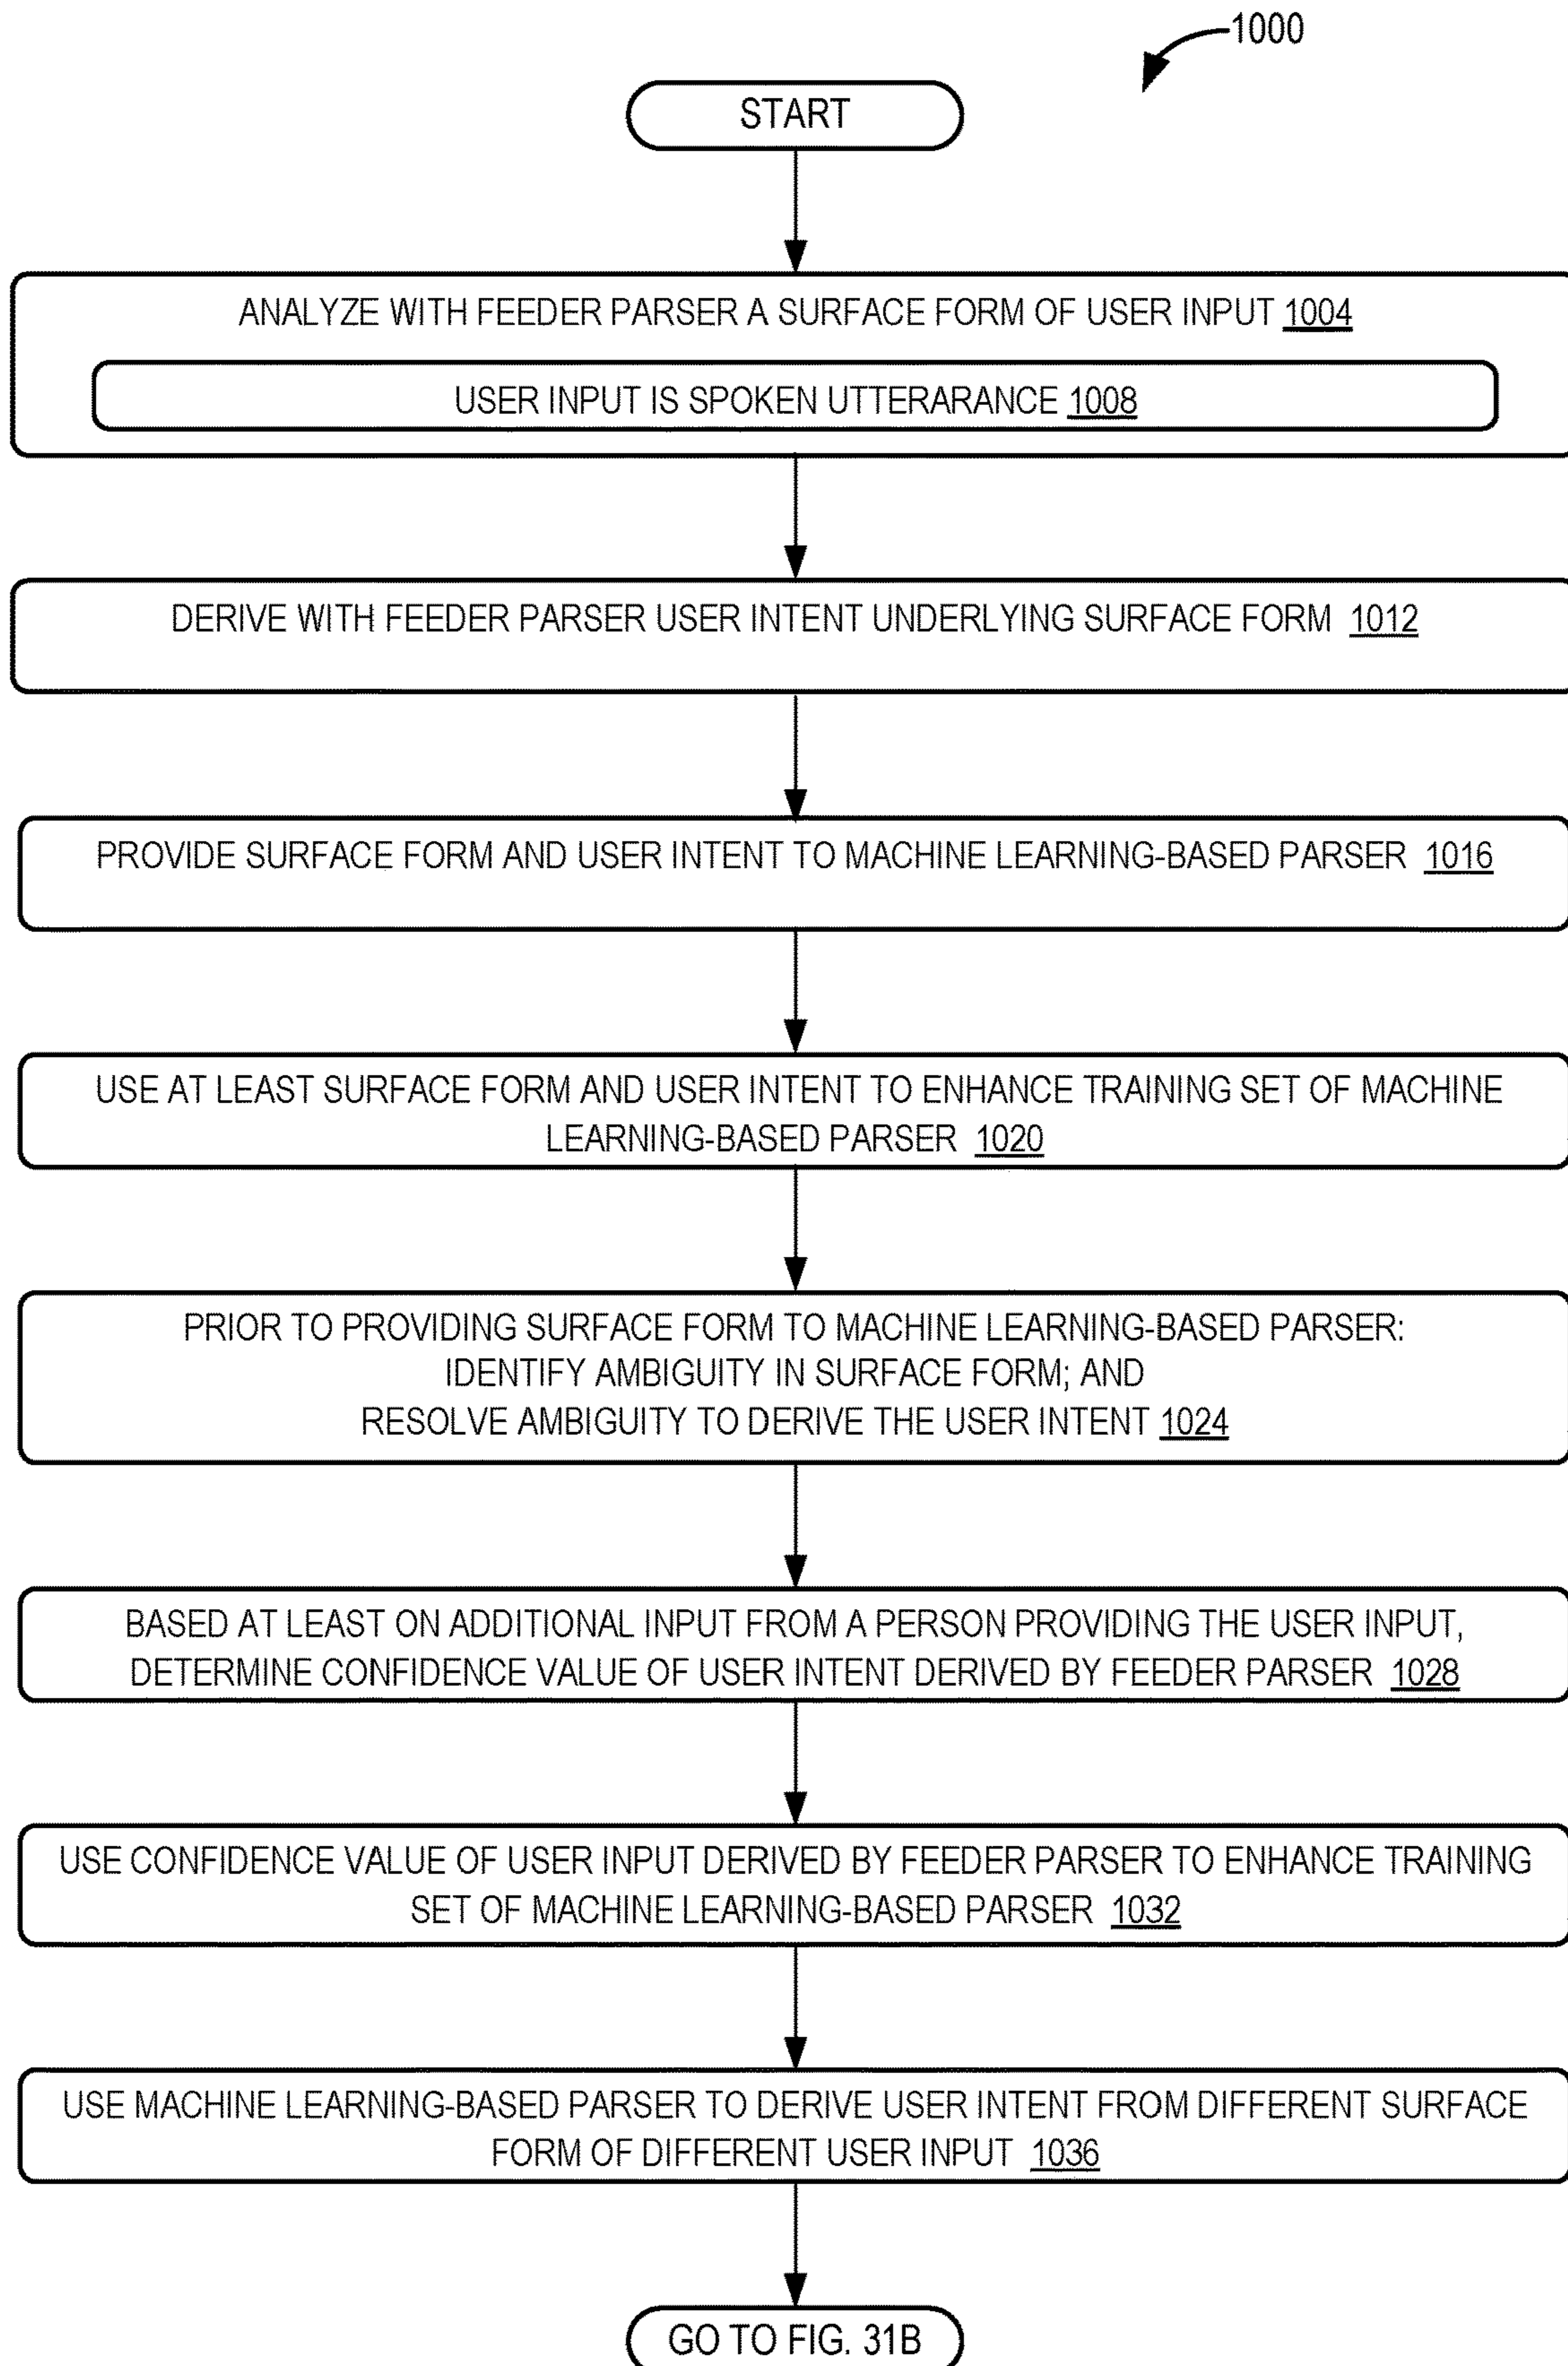 1000
START
ANALYZE WITH FEEDER PARSER A SURFACE FORM OF USER INPUT 1004
USER INPUT IS SPOKEN UTTERARANCE 1008
DERIVE WITH FEEDER PARSER USER INTENT UNDERLYING SURFACE FORM 1012
PROVIDE SURFACE FORM AND USER INTENT TO MACHINE LEARNING-BASED PARSER 1016
USE AT LEAST SURFACE FORM AND USER INTENT TO ENHANCE TRAINING SET OF MACHINE
LEARNING-BASED PARSER 1020
PRIOR TO PROVIDING SURFACE FORM TO MACHINE LEARNING-BASED PARSER:
IDENTIFY AMBIGUITY IN SURFACE FORM; AND
RESOLVE AMBIGUITY TO DERIVE THE USER INTENT 1024
BASED AT LEAST ON ADDITIONAL INPUT FROM A PERSON PROVIDING THE USER INPUT,
DETERMINE CONFIDENCE VALUE OF USER INTENT DERIVED BY FEEDER PARSER 1028
USE CONFIDENCE VALUE OF USER INPUT DERIVED BY FEEDER PARSER TO ENHANCE TRAINING
SET OF MACHINE LEARNING-BASED PARSER 1032
USE MACHINE LEARNING-BASED PARSER TO DERIVE USER INTENT FROM DIFFERENT SURFACE
FORM OF DIFFERENT USER INPUT 1036
GO TO FIG. 31B